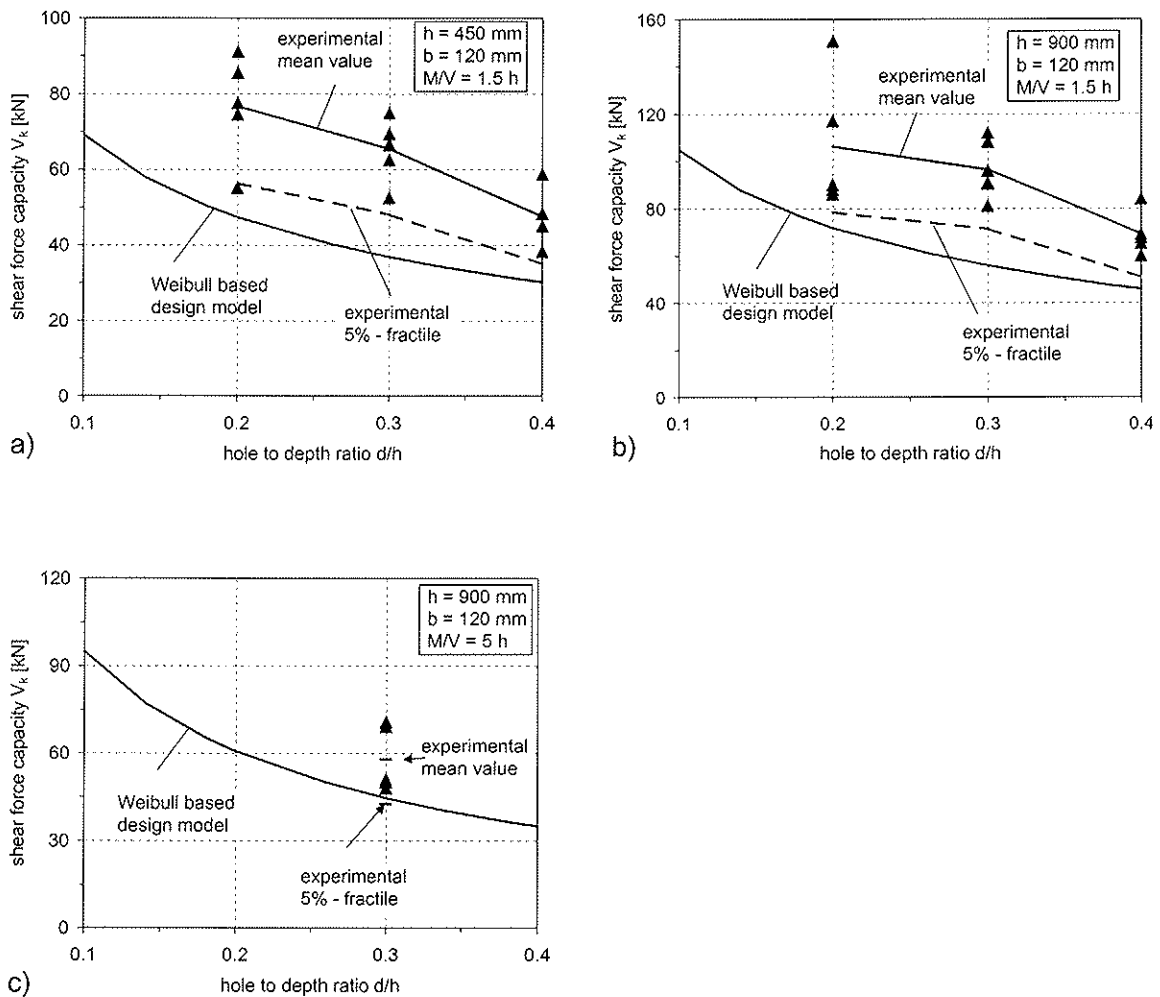 shear force capacity Vk [kN]
100
80
60
40
20
0
experimental
mean value
h = 450 mm
b = 120 mm
M/V = 1.5 h
Weibull based
design model
experimental
5% - fractile
0.1
0.2
0.3
0.4
hole to depth ratio d/h
a)
shear force capacity Vk [kN]
160
120
80
40
0
experimental
mean value
h = 900 mm
b = 120 mm
M/V = 1.5 h
Weibull based
design model
experimental
5% - fractile
0.1
0.2
0.3
0.4
hole to depth ratio d/h
b)
shear force capacity Vk [kN]
120
90
60
30
0
h = 900 mm
b = 120 mm
M/V = 5 h
experimental
mean value
Weibull based
design model
experimental
5% - fractile
0.1
0.2
0.3
0.4
hole to depth ratio d/h
c)